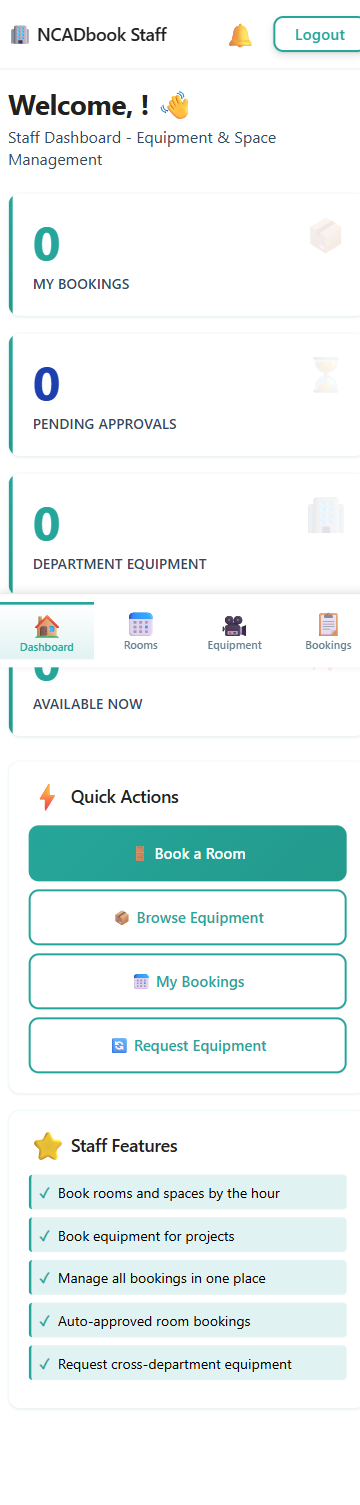 NCADbook Staff
Logout
Welcome, ! 👋
Staff Dashboard - Equipment & Space
Management
0
MY BOOKINGS
0
PENDING APPROVALS
0
DEPARTMENT EQUIPMENT
Dashboard
Rooms
Equipment
Bookings
0
AVAILABLE NOW
Quick Actions
Book a Room
Browse Equipment
My Bookings
Request Equipment
Staff Features
✓ Book rooms and spaces by the hour
✓ Book equipment for projects
✓ Manage all bookings in one place
✓ Auto-approved room bookings
✓ Request cross-department equipment